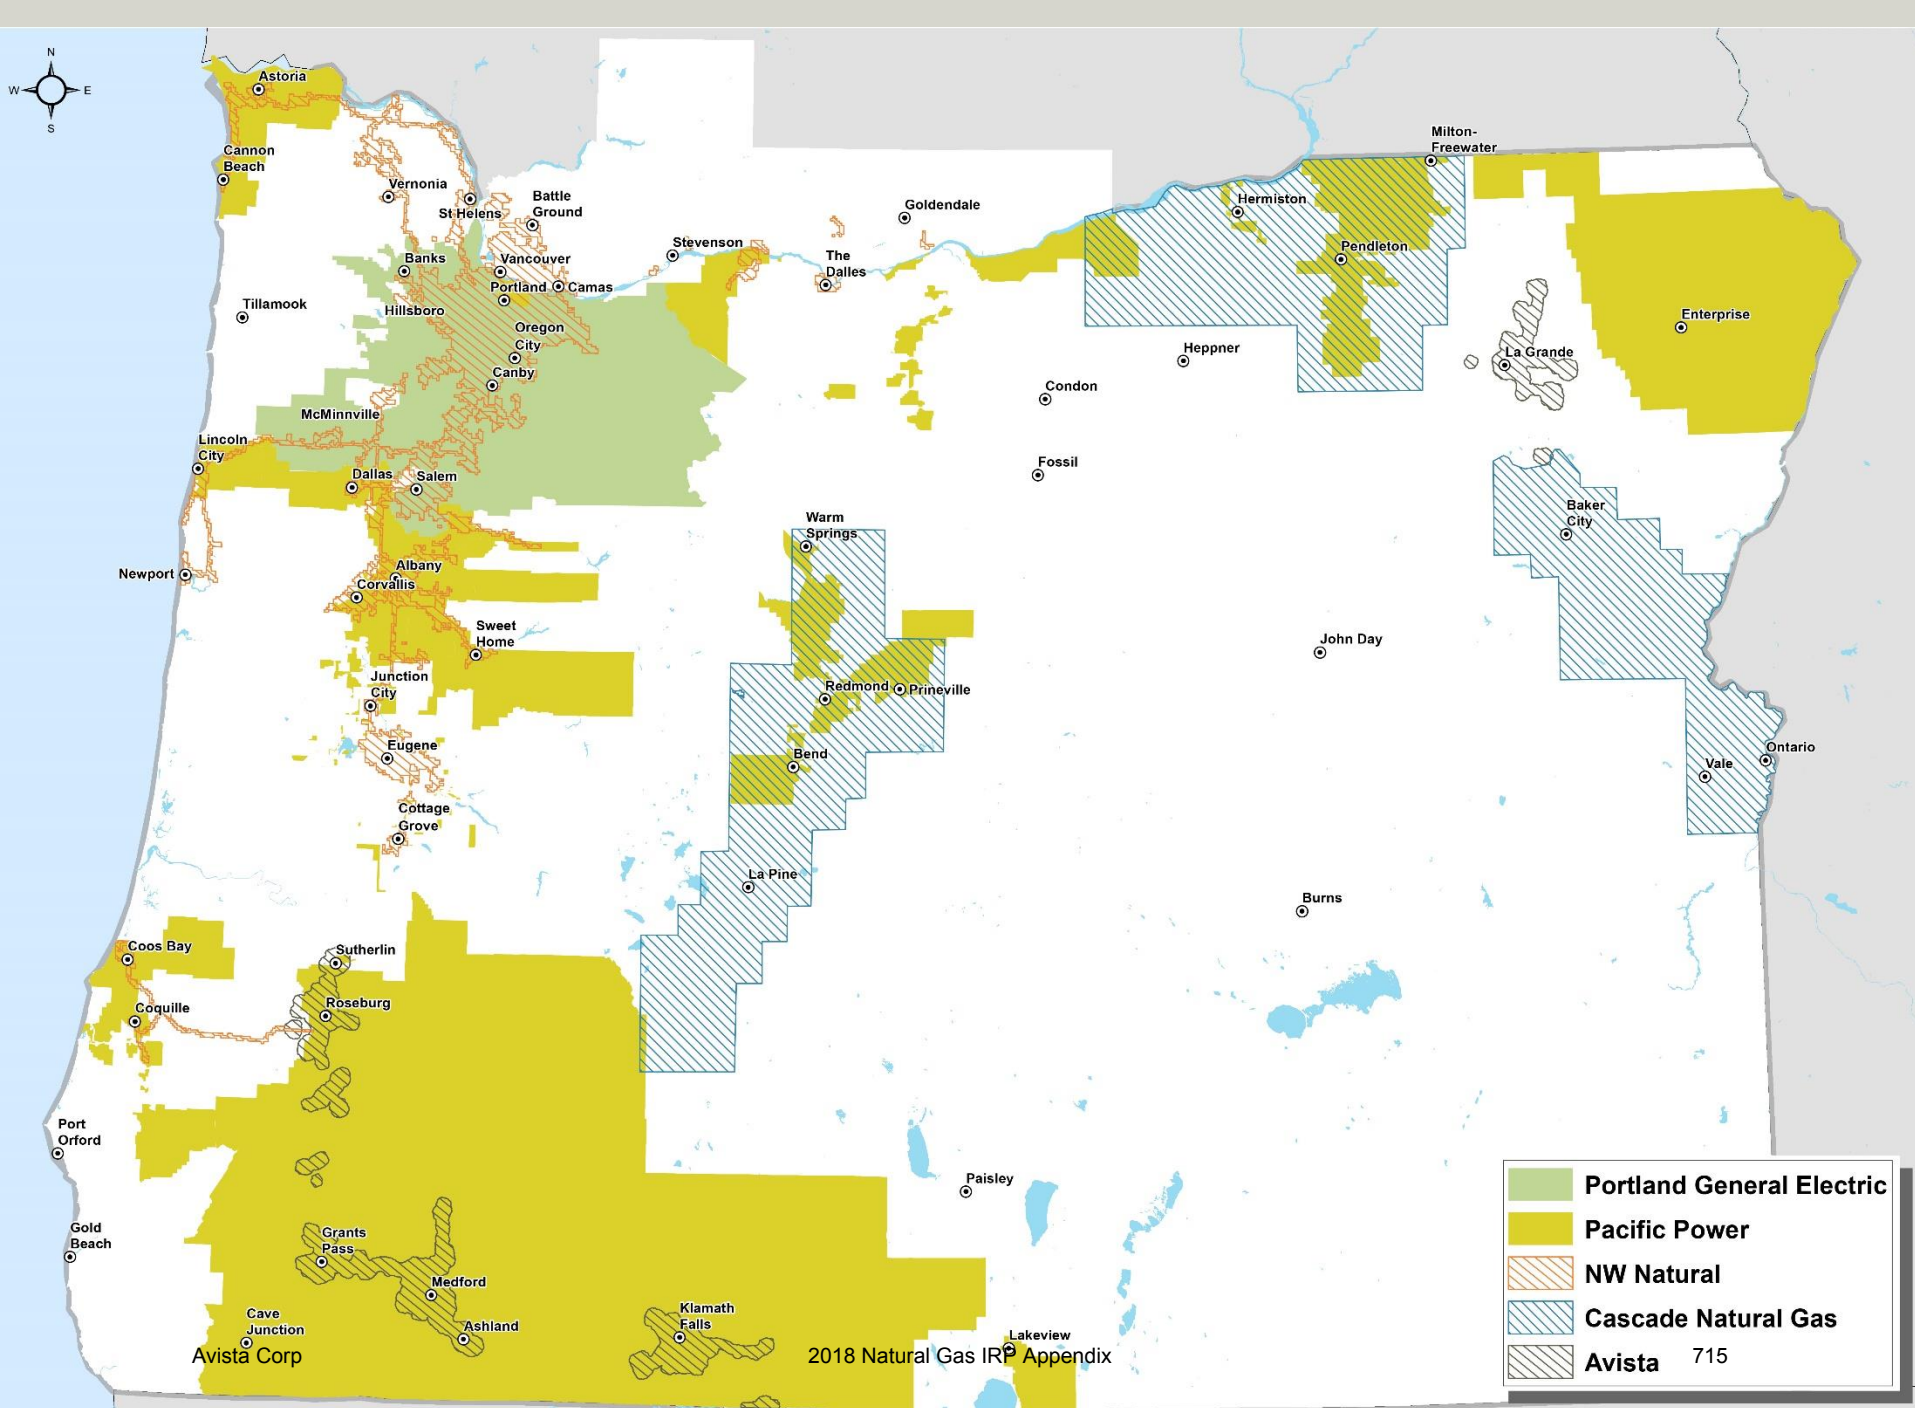 N
W
E
S
Astoria
Cannon
Beach
Vernonia
St Helens
Battle
Ground
Goldendale
Milton-
Freewater
Hermiston
Pendleton
Stevenson
The
Dalles
Banks
Vancouver
Portland
Camas
Hillsboro
Tillamook
Oregon
City
Canby
Heppner
Condon
La Grande
Enterprise
McMinnville
Lincoln
City
Dallas
Salem
Fossil
Warm
Springs
Baker
City
Newport
Albany
Corvallis
Sweet
Home
John Day
Junction
City
Redmond
Prineville
Eugene
Bend
Ontario
Vale
Cottage
Grove
La Pine
Burns
Coos Bay
Sutherlin
Roseburg
Coquille
Port
Orford
Paisley
Gold
Beach
Grants
Pass
Medford
Cave
Junction
Ashland
Klamath
Falls
Lakeview
Portland General Electric
Pacific Power
NW Natural
Cascade Natural Gas
Avista
Avista Corp
2018 Natural Gas IRP Appendix
715